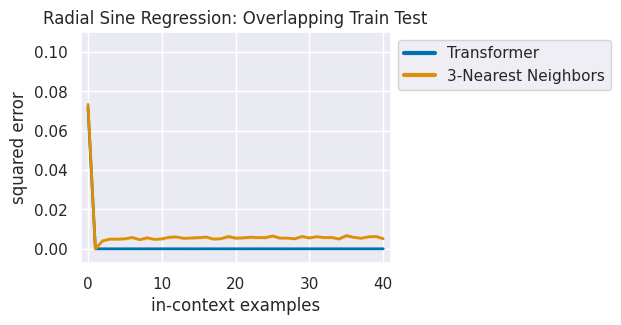 Radial Sine Regression: Overlapping Train Test
Transformer
3-Nearest Neighbors
squared error
0.10
0.08
0.06
0.04
0.02
0.00
0 10 20 30 40
in-context examples